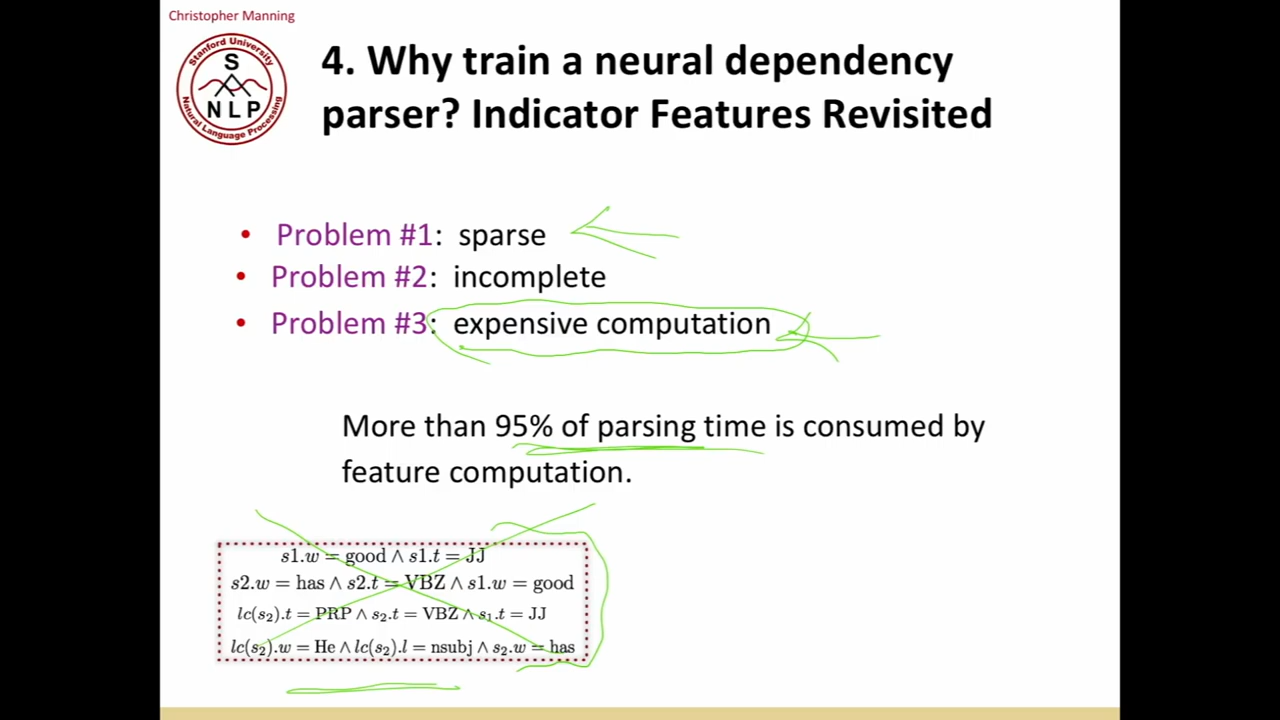 Christopher Manning
Stanford University
S
NLP
Natural Language Processing
4. Why train a neural dependency
parser? Indicator Features Revisited
• Problem #1: sparse
• Problem #2: incomplete
• Problem #3: expensive computation
More than 95% of parsing time is consumed by
feature computation.
s1.w = good ∧ s1.t = JJ
s2.w = has ∧ s2.t = VBZ ∧ s1.w = good
lc(s₂).t = PRP ∧ s₂.t = VBZ ∧ s₁.t = JJ
lc(s₂).w = He ∧ lc(s₂).l = nsubj ∧ s₂.w = has